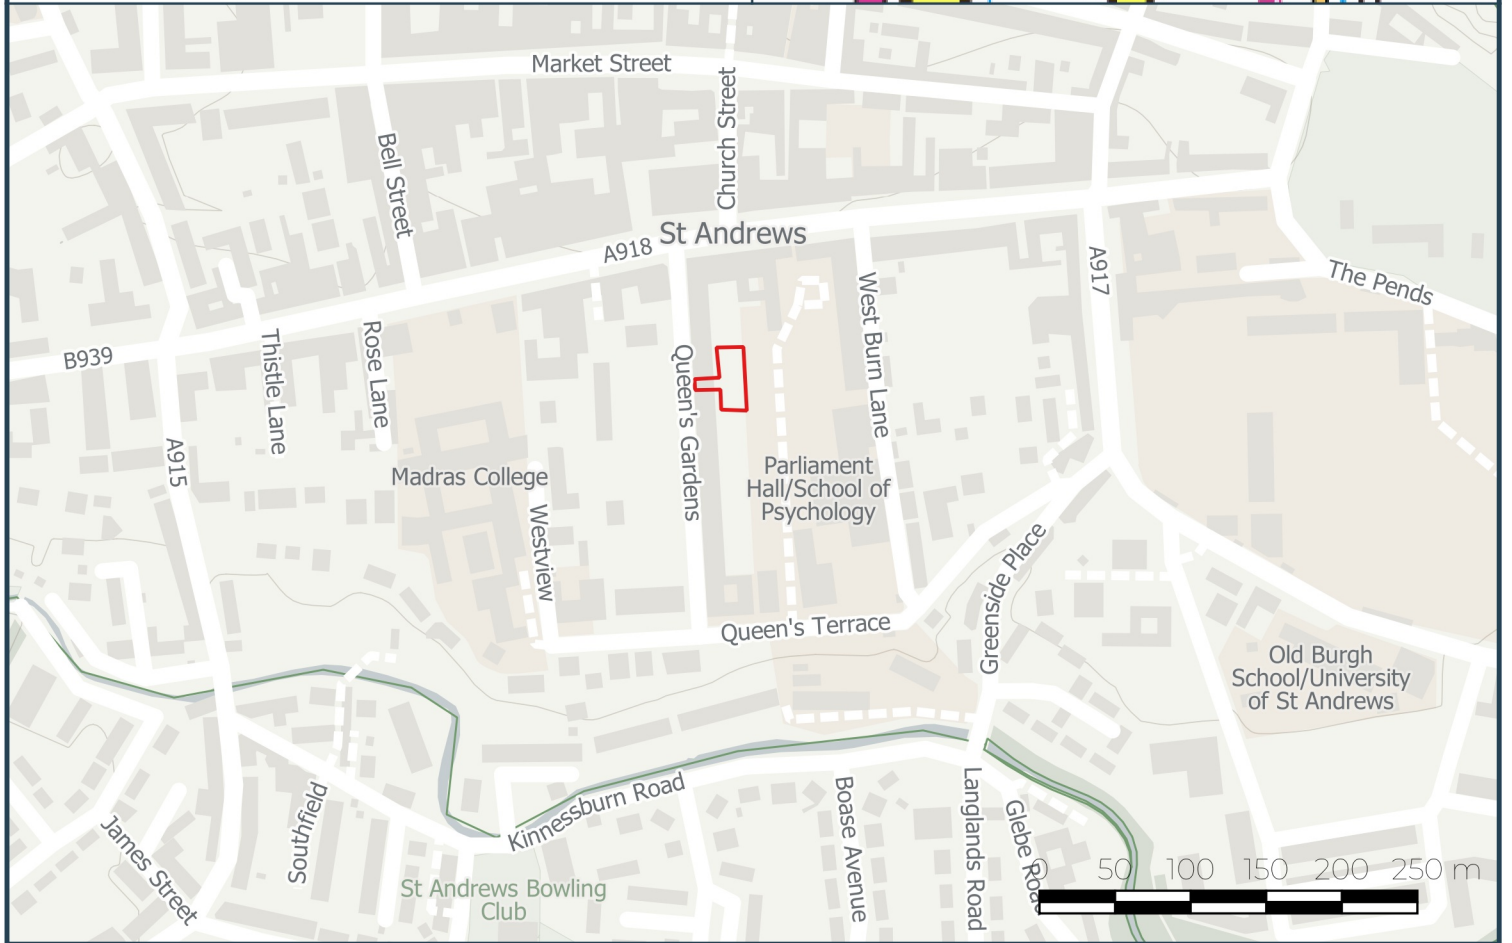 Market Street
Church Street
Bell Street
St Andrews
A918
A917
The Pends
West Burn Lane
B939
Thistle Lane
Rose Lane
Queen's Gardens
A915
Madras College
Parliament
Hall/School of
Psychology
Westview
Greenside Place
Queen's Terrace
Old Burgh
School/University
of St Andrews
Kinnessburn Road
Southfield
James Street
Boase Avenue
Langlands Road
Glebe Road
St Andrews Bowling
Club
0 50 100 150 200 250 m